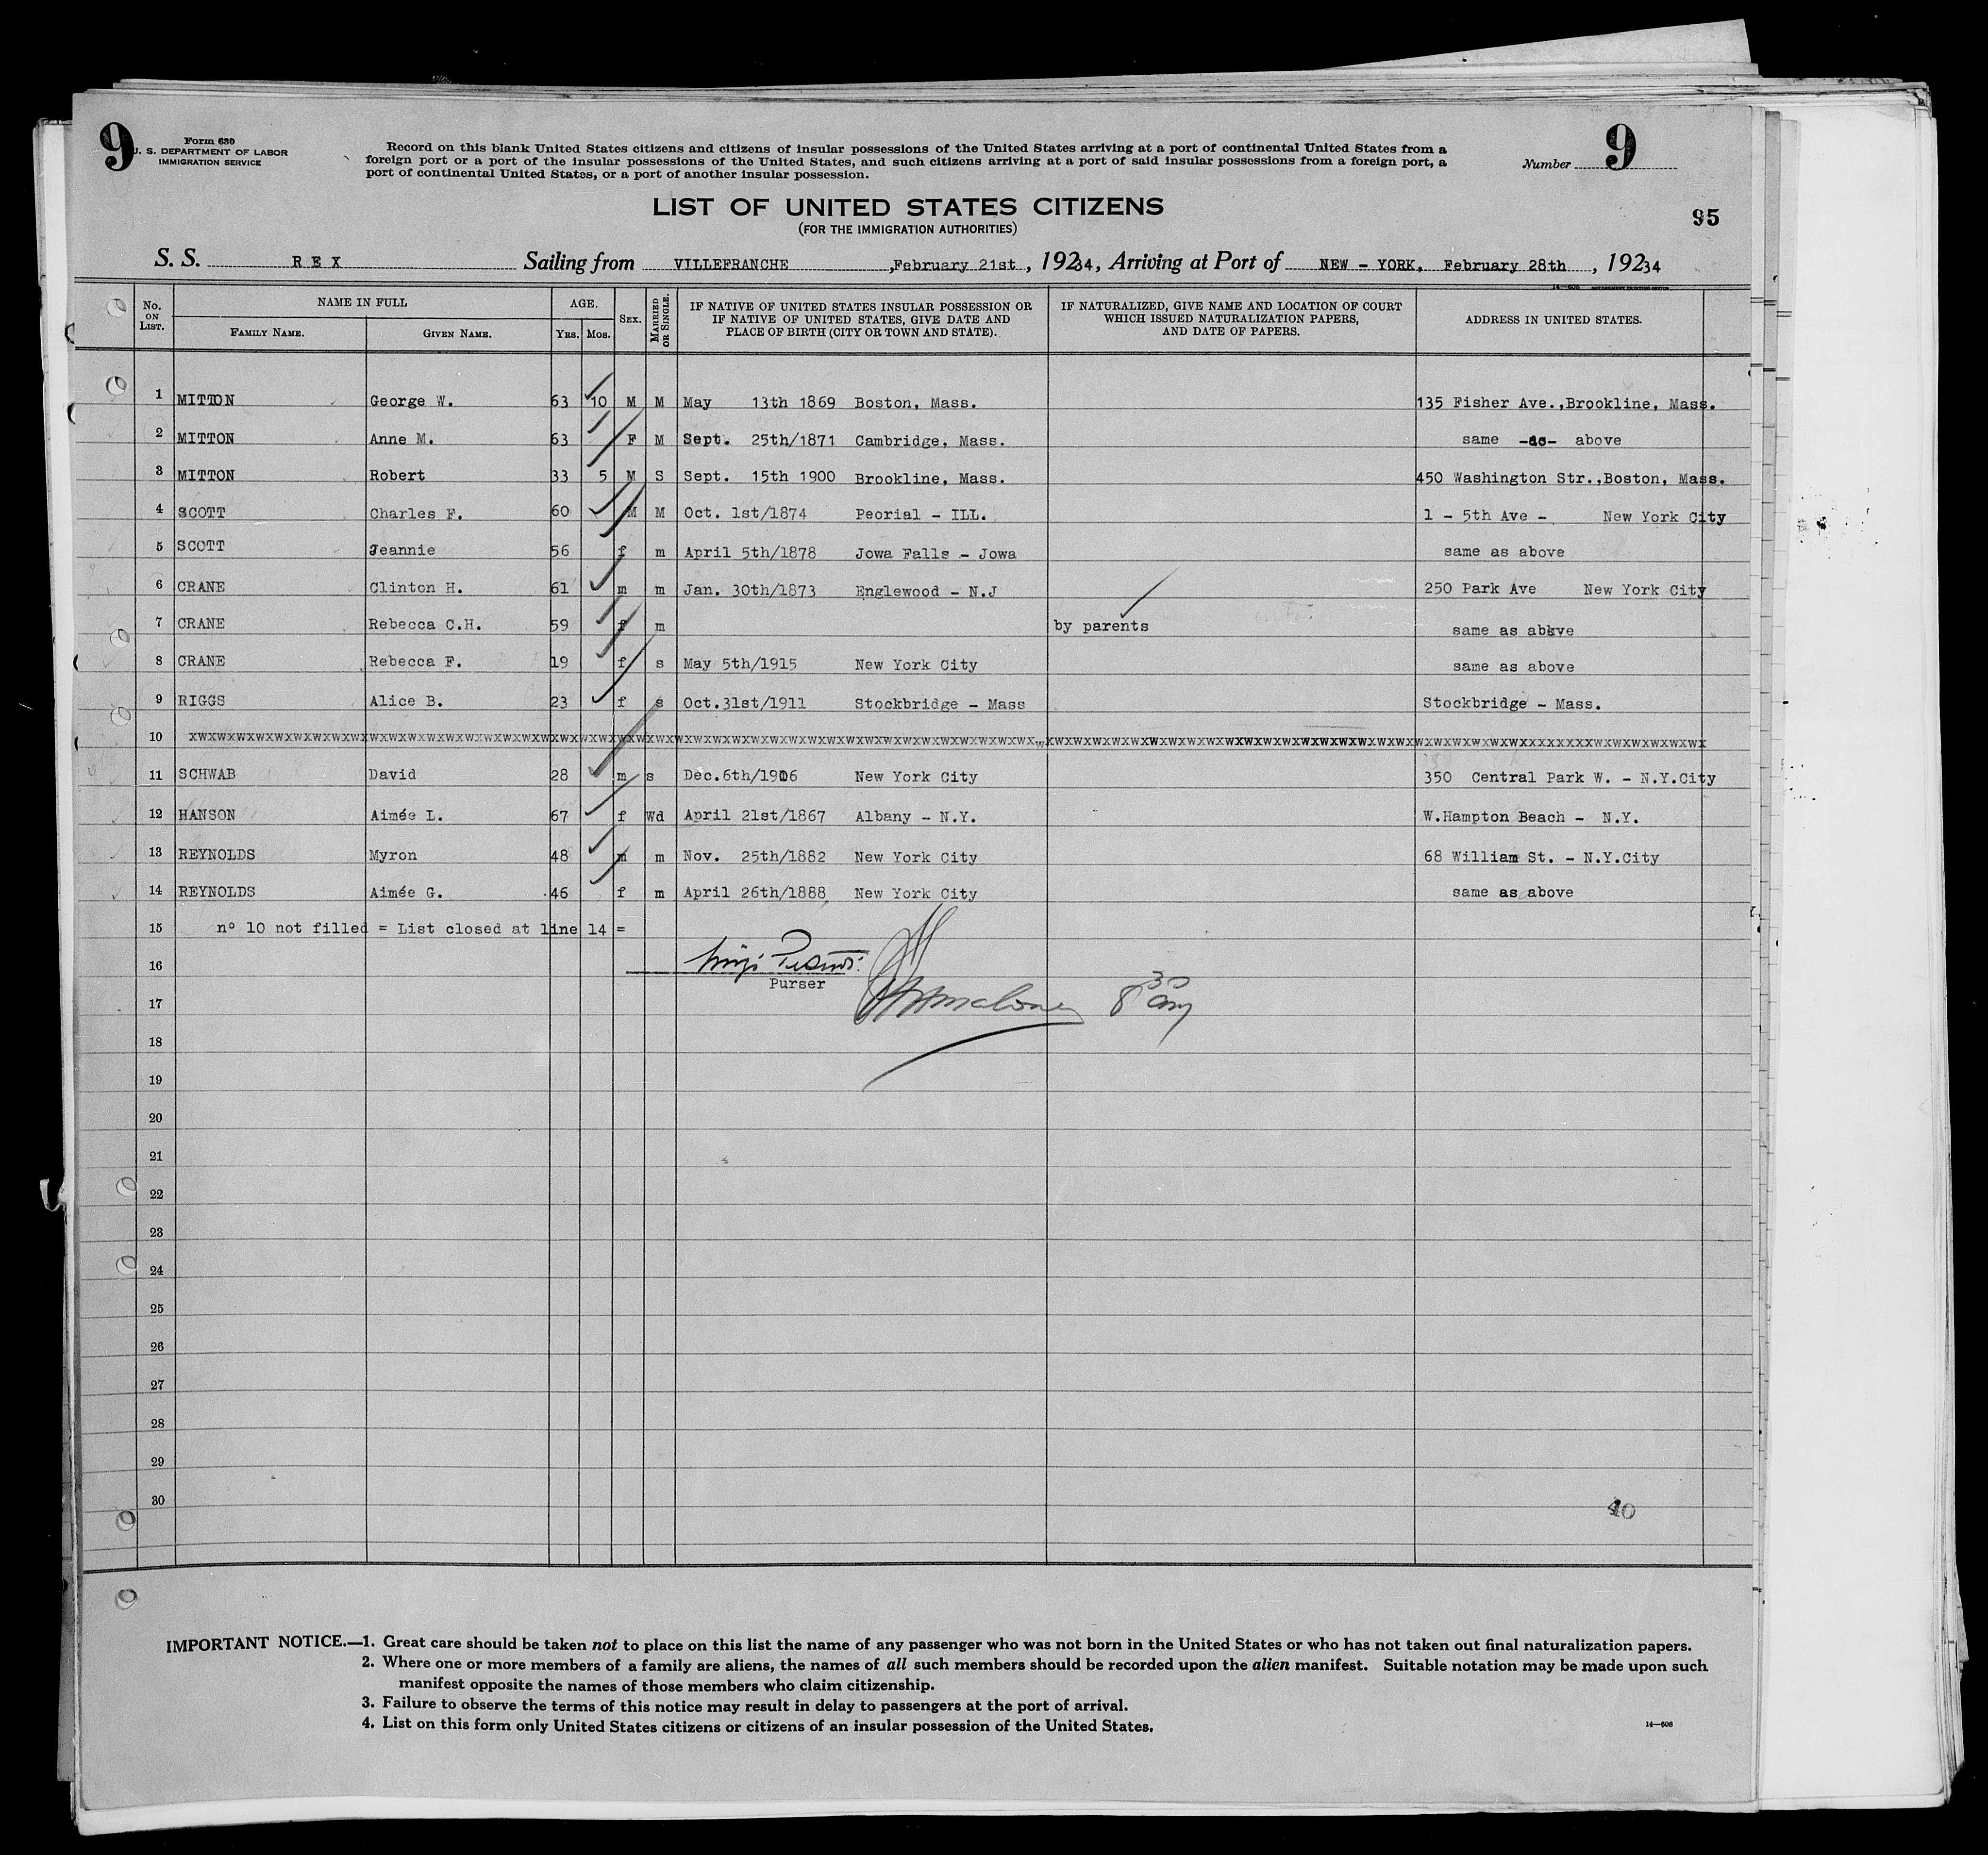 9
Form 630
U. S. DEPARTMENT OF LABOR
IMMIGRATION SERVICE
Record on this blank United States citizens and citizens of insular possessions of the United States arriving at a port of continental United States from a
foreign port or a port of the insular possessions of the United States, and such citizens arriving at a port of said insular possessions from a foreign port, a
port of continental United States, or a port of another insular possession.
Number 9
LIST OF UNITED STATES CITIZENS
(FOR THE IMMIGRATION AUTHORITIES)
95
S. S. REX Sailing from VILLEFRANCHE ,February 21st , 19234, Arriving at Port of NEW - YORK, February 28th , 19234
No. ON LIST. NAME IN FULL FAMILY NAME. GIVEN NAME. AGE. YRS. MOS. SEX. MARRIED OR SINGLE. IF NATIVE OF UNITED STATES INSULAR POSSESSION OR IF NATIVE OF UNITED STATES, GIVE DATE AND PLACE OF BIRTH (CITY OR TOWN AND STATE). IF NATURALIZED, GIVE NAME AND LOCATION OF COURT WHICH ISSUED NATURALIZATION PAPERS, AND DATE OF PAPERS. ADDRESS IN UNITED STATES.
1 MITTON George W. 63 10 M M May 13th 1869 Boston, Mass. 135 Fisher Ave.,Brookline, Mass.
2 MITTON Anne M. 63 F M Sept. 25th/1871 Cambridge, Mass. same -as- above
3 MITTON Robert 33 5 M S Sept. 15th 1900 Brookline, Mass. 450 Washington Str.,Boston, Mass.
4 SCOTT Charles F. 60 M M Oct. 1st/1874 Peorial - ILL. 1 - 5th Ave - New York City
5 SCOTT Jeannie 56 f m April 5th/1878 Jowa Falls - Jowa same as above
6 CRANE Clinton H. 61 m m Jan. 30th/1873 Englewood - N.J 250 Park Ave New York City
7 CRANE Rebecca C.H. 59 f m by parents same as abkve
8 CRANE Rebecca F. 19 f s May 5th/1915 New York City same as above
9 RIGGS Alice B. 23 f s Oct.31st/1911 Stockbridge - Mass Stockbridge - Mass.
10
11 SCHWAB David 28 m s Dec.6th/1906 New York City 350 Central Park W. - N.Y.City
12 HANSON Aimée L. 67 f Wd April 21st/1867 Albany - N.Y. W.Hampton Beach - N.Y.
13 REYNOLDS Myron 48 m m Nov. 25th/1882 New York City 68 William St. - N.Y.City
14 REYNOLDS Aimée G. 46 f m April 26th/1888 New York City same as above
15 nº 10 not filled = List closed at line 14 =
16
Purser
17 8 30 am
18
19
20
21
22
23
24
25
26
27
28
29
30
IMPORTANT NOTICE.—1. Great care should be taken not to place on this list the name of any passenger who was not born in the United States or who has not taken out final naturalization papers.
2. Where one or more members of a family are aliens, the names of all such members should be recorded upon the alien manifest. Suitable notation may be made upon such
manifest opposite the names of those members who claim citizenship.
3. Failure to observe the terms of this notice may result in delay to passengers at the port of arrival.
4. List on this form only United States citizens or citizens of an insular possession of the United States.
14—608